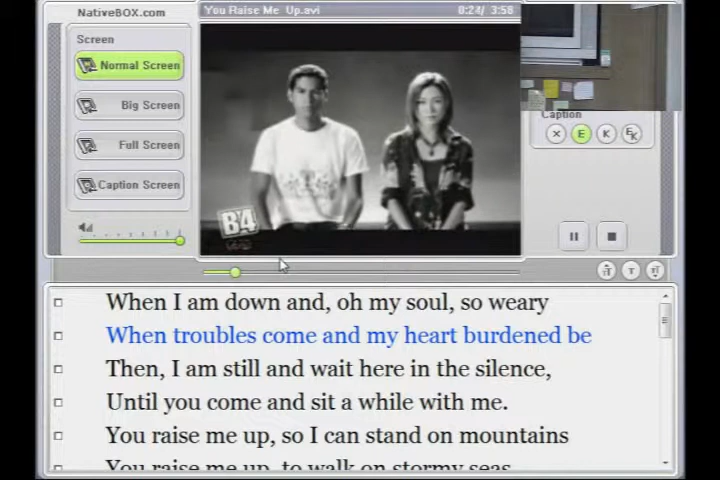 NativeBOX.com
You Raise Me Up.avi
0:24/ 3:58
Screen
Normal Screen
Big Screen
Full Screen
Caption Screen
B4
Caption
X E K EK
T
When I am down and, oh my soul, so weary
When troubles come and my heart burdened be
Then, I am still and wait here in the silence,
Until you come and sit a while with me.
You raise me up, so I can stand on mountains
You raise me up, to walk on stormy seas